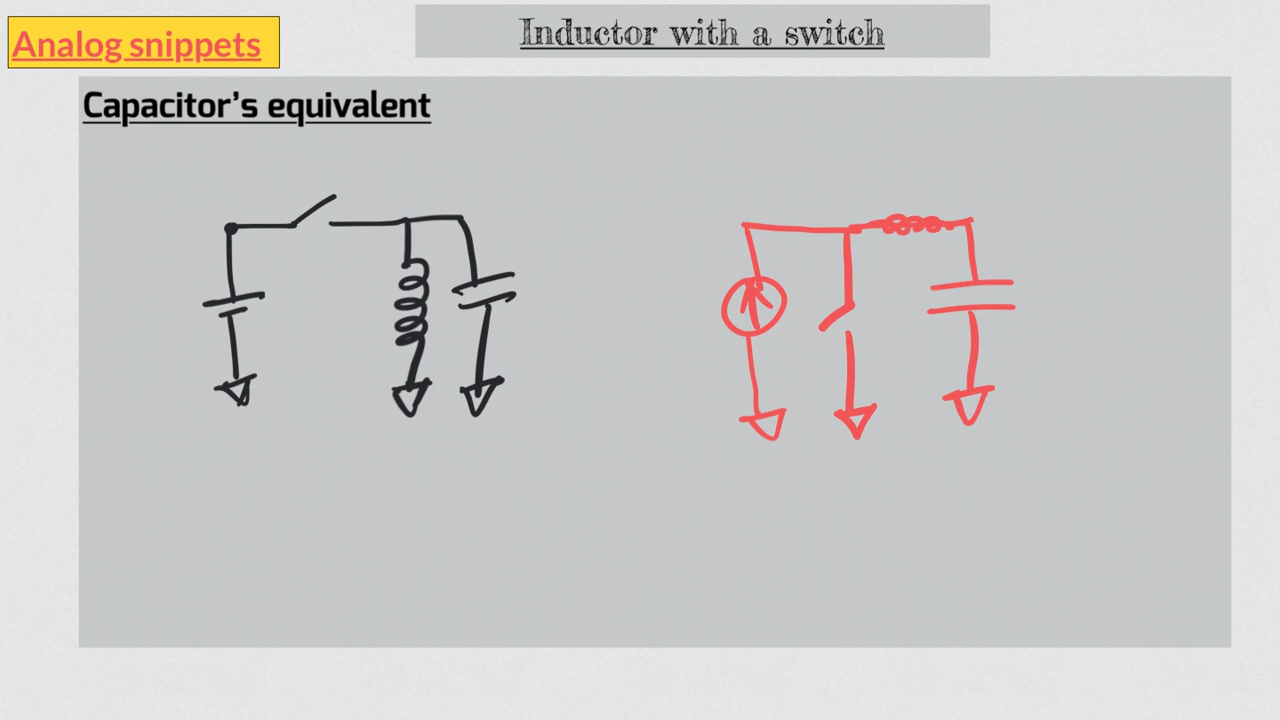 Analog snippets
Inductor with a switch
Capacitor’s equivalent